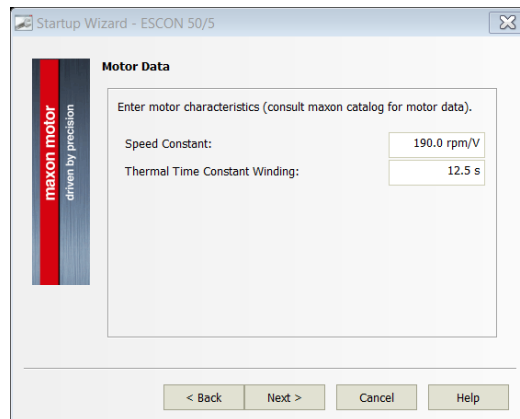 Startup Wizard - ESCON 50/5
Motor Data
maxon motor
driven by precision
Enter motor characteristics (consult maxon catalog for motor data).
Speed Constant: 190.0 rpm/V
Thermal Time Constant Winding: 12.5 s
< Back Next > Cancel Help